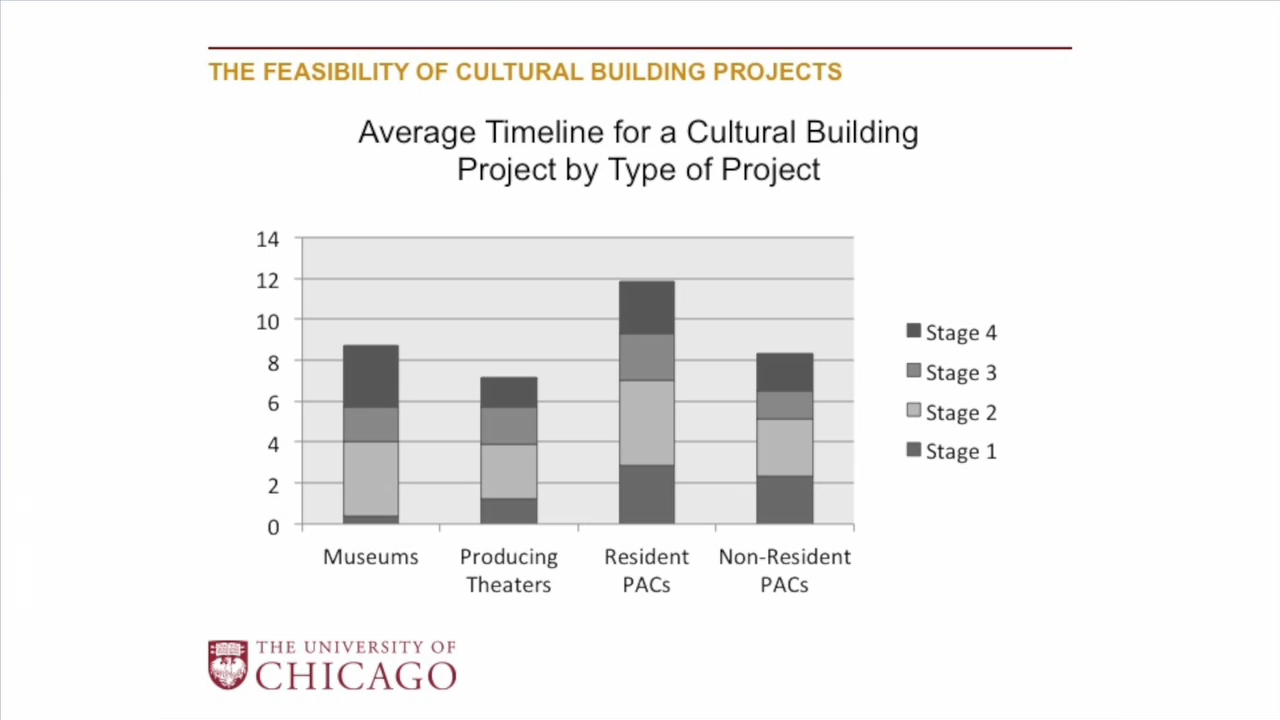 THE FEASIBILITY OF CULTURAL BUILDING PROJECTS
Average Timeline for a Cultural Building
Project by Type of Project
14
12
10
8
6
4
2
0
Museums
Producing
Theaters
Resident
PACs
Non-Resident
PACs
Stage 4
Stage 3
Stage 2
Stage 1
THE UNIVERSITY OF
CHICAGO